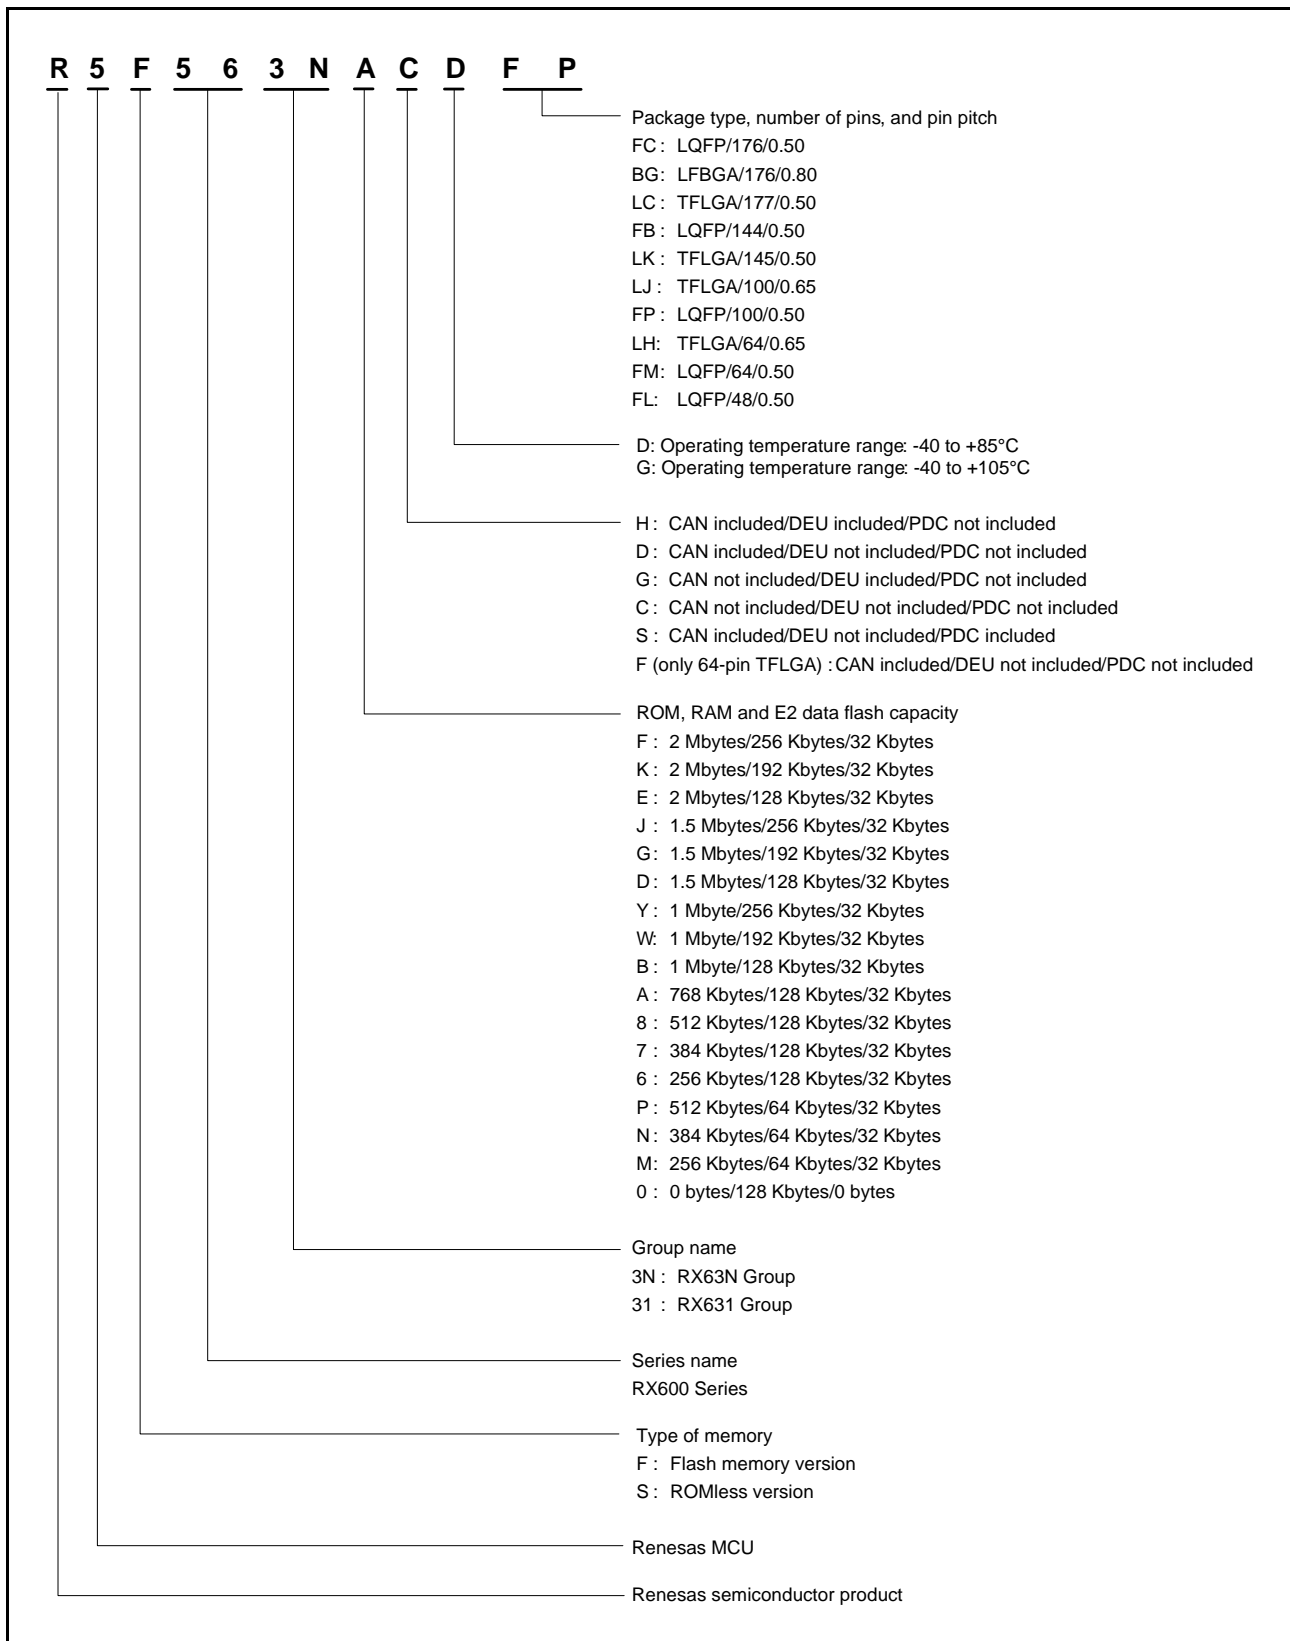 R 5 F 5 6 3 N A C D F P
Package type, number of pins, and pin pitch
FC : LQFP/176/0.50
BG: LFBGA/176/0.80
LC : TFLGA/177/0.50
FB : LQFP/144/0.50
LK : TFLGA/145/0.50
LJ : TFLGA/100/0.65
FP : LQFP/100/0.50
LH: TFLGA/64/0.65
FM: LQFP/64/0.50
FL: LQFP/48/0.50
D: Operating temperature range: -40 to +85°C
G: Operating temperature range: -40 to +105°C
H : CAN included/DEU included/PDC not included
D : CAN included/DEU not included/PDC not included
G : CAN not included/DEU included/PDC not included
C : CAN not included/DEU not included/PDC not included
S : CAN included/DEU not included/PDC included
F (only 64-pin TFLGA) : CAN included/DEU not included/PDC not included
ROM, RAM and E2 data flash capacity
F : 2 Mbytes/256 Kbytes/32 Kbytes
K : 2 Mbytes/192 Kbytes/32 Kbytes
E : 2 Mbytes/128 Kbytes/32 Kbytes
J : 1.5 Mbytes/256 Kbytes/32 Kbytes
G : 1.5 Mbytes/192 Kbytes/32 Kbytes
D : 1.5 Mbytes/128 Kbytes/32 Kbytes
Y : 1 Mbyte/256 Kbytes/32 Kbytes
W: 1 Mbyte/192 Kbytes/32 Kbytes
B : 1 Mbyte/128 Kbytes/32 Kbytes
A : 768 Kbytes/128 Kbytes/32 Kbytes
8 : 512 Kbytes/128 Kbytes/32 Kbytes
7 : 384 Kbytes/128 Kbytes/32 Kbytes
6 : 256 Kbytes/128 Kbytes/32 Kbytes
P : 512 Kbytes/64 Kbytes/32 Kbytes
N : 384 Kbytes/64 Kbytes/32 Kbytes
M: 256 Kbytes/64 Kbytes/32 Kbytes
0 : 0 bytes/128 Kbytes/0 bytes
Group name
3N : RX63N Group
31 : RX631 Group
Series name
RX600 Series
Type of memory
F : Flash memory version
S : ROMless version
Renesas MCU
Renesas semiconductor product